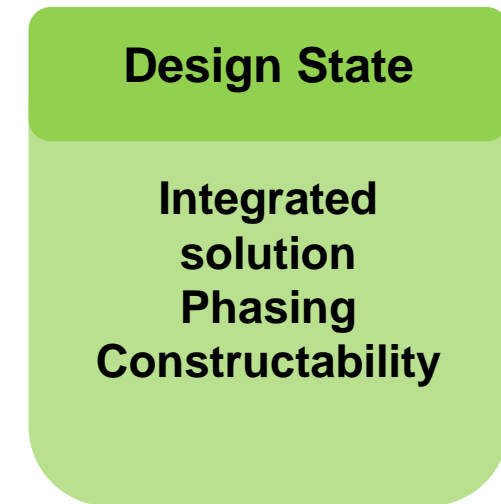 Design State
Integrated
solution
Phasing
Constructability